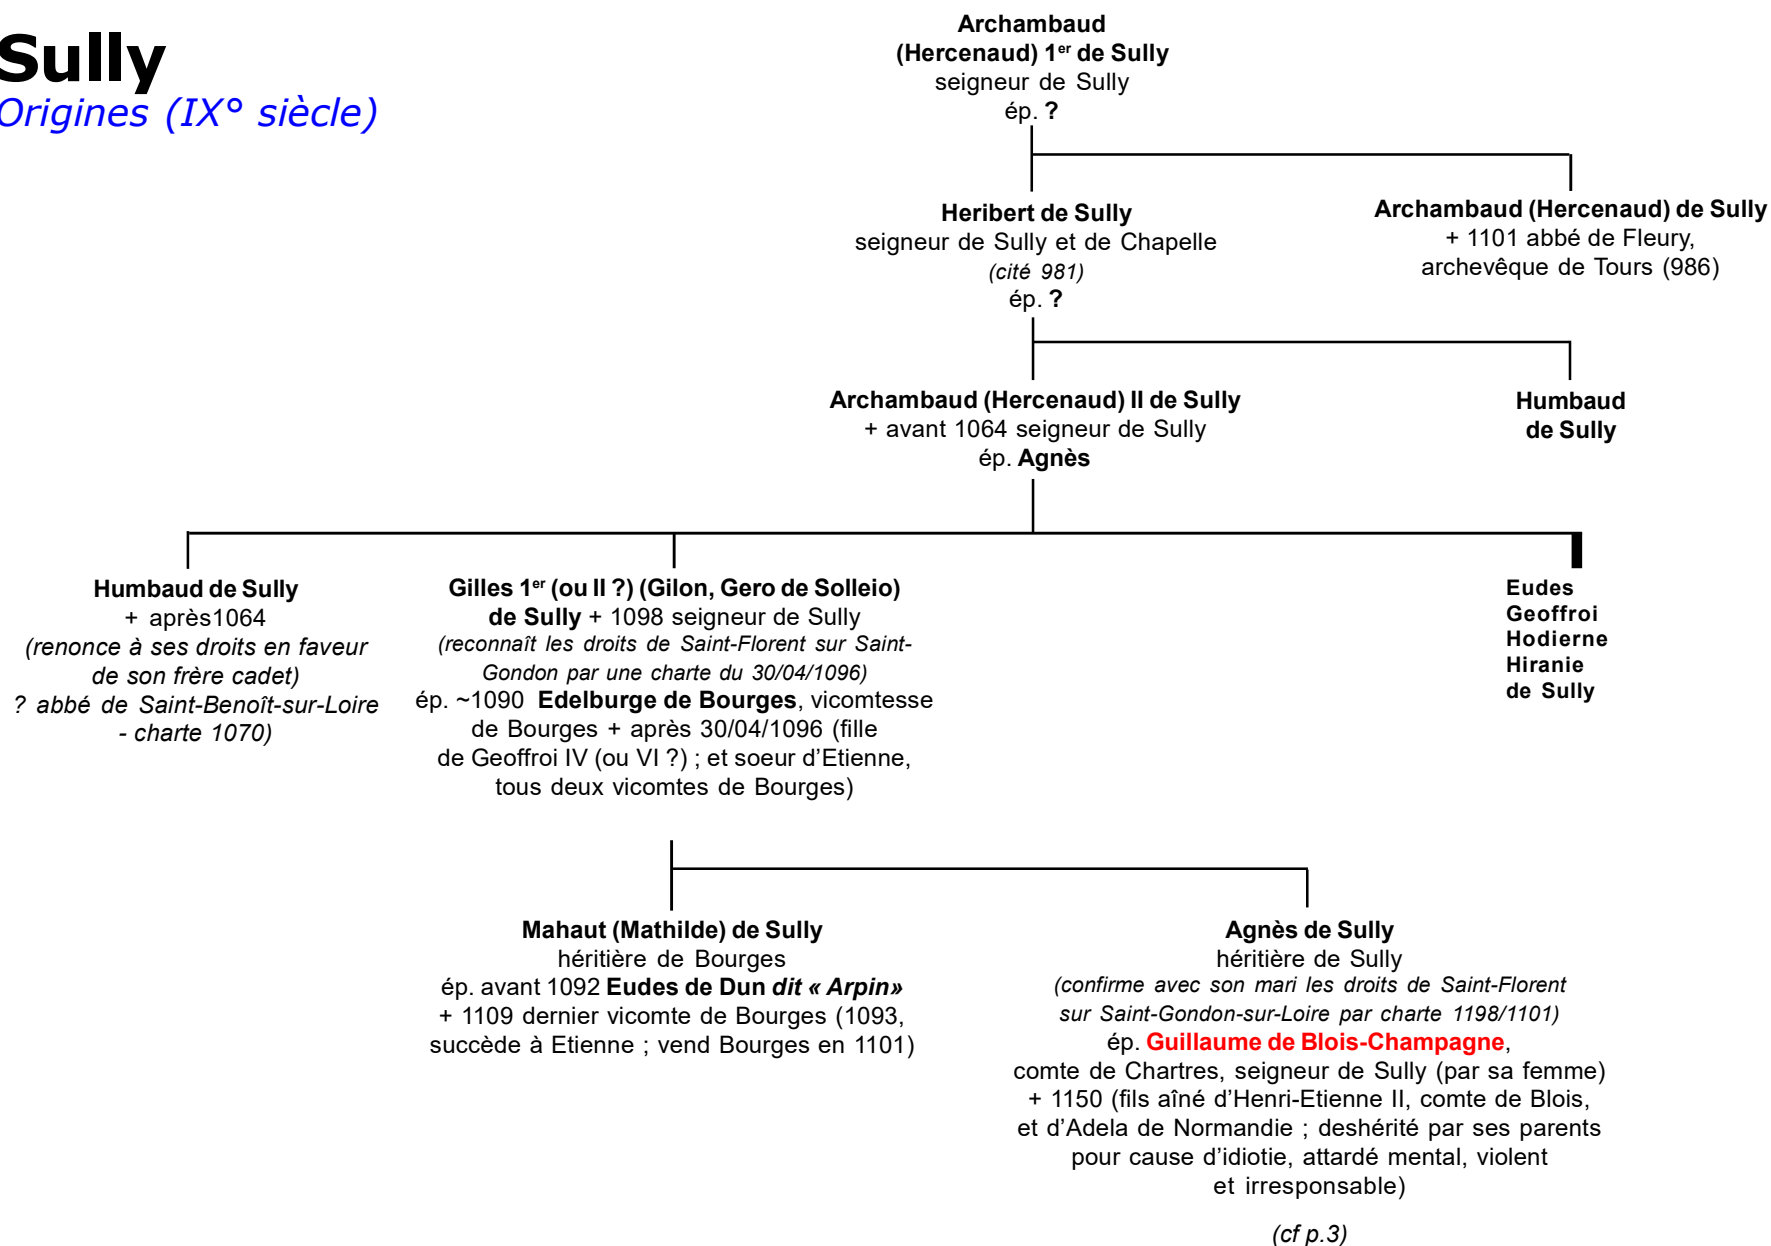 Sully
Origines (IX° siècle)
Archambaud
(Hercenaud) 1er de Sully
seigneur de Sully
ép. ?
Heribert de Sully
seigneur de Sully et de Chapelle
(cité 981)
ép. ?
Archambaud (Hercenaud) de Sully
+ 1101 abbé de Fleury,
archevêque de Tours (986)
Archambaud (Hercenaud) II de Sully
+ avant 1064 seigneur de Sully
ép. Agnès
Humbaud
de Sully
Humbaud de Sully
+ après1064
(renonce à ses droits en faveur
de son frère cadet)
? abbé de Saint-Benoît-sur-Loire
- charte 1070)
Gilles 1er (ou II ?) (Gilon, Gero de Solleio)
de Sully + 1098 seigneur de Sully
(reconnaît les droits de Saint-Florent sur Saint-
Gondon par une charte du 30/04/1096)
ép. ~1090 Edelburge de Bourges, vicomtesse
de Bourges + après 30/04/1096 (fille
de Geoffroi IV (ou VI ?) ; et soeur d'Etienne,
tous deux vicomtes de Bourges)
Eudes
Geoffroi
Hodierne
Hiranie
de Sully
Mahaut (Mathilde) de Sully
héritière de Bourges
ép. avant 1092 Eudes de Dun dit « Arpin»
+ 1109 dernier vicomte de Bourges (1093,
succède à Etienne ; vend Bourges en 1101)
Agnès de Sully
héritière de Sully
(confirme avec son mari les droits de Saint-Florent
sur Saint-Gondon-sur-Loire par charte 1198/1101)
ép. Guillaume de Blois-Champagne,
comte de Chartres, seigneur de Sully (par sa femme)
+ 1150 (fils aîné d'Henri-Etienne II, comte de Blois,
et d'Adela de Normandie ; deshérité par ses parents
pour cause d'idiotie, attardé mental, violent
et irresponsable)
(cf p.3)